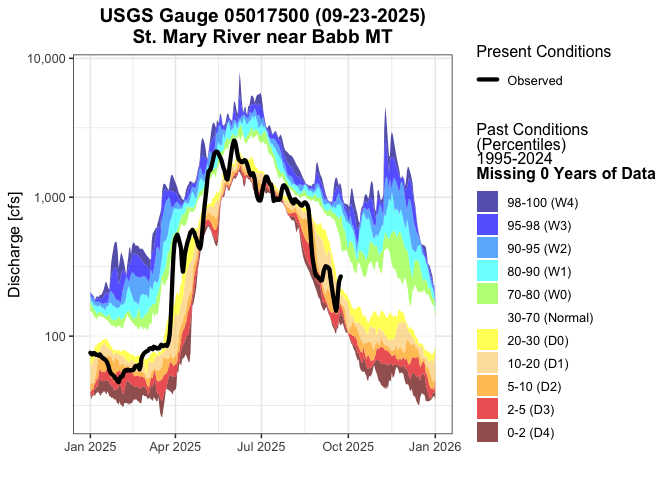 USGS Gauge 05017500 (09-23-2025)
St. Mary River near Babb MT
10,000
1,000
100
Discharge [cfs]
Jan 2025
Apr 2025
Jul 2025
Oct 2025
Jan 2026
Present Conditions
Observed
Past Conditions
(Percentiles)
1995-2024
Missing 0 Years of Data
98-100 (W4)
95-98 (W3)
90-95 (W2)
80-90 (W1)
70-80 (W0)
30-70 (Normal)
20-30 (D0)
10-20 (D1)
5-10 (D2)
2-5 (D3)
0-2 (D4)